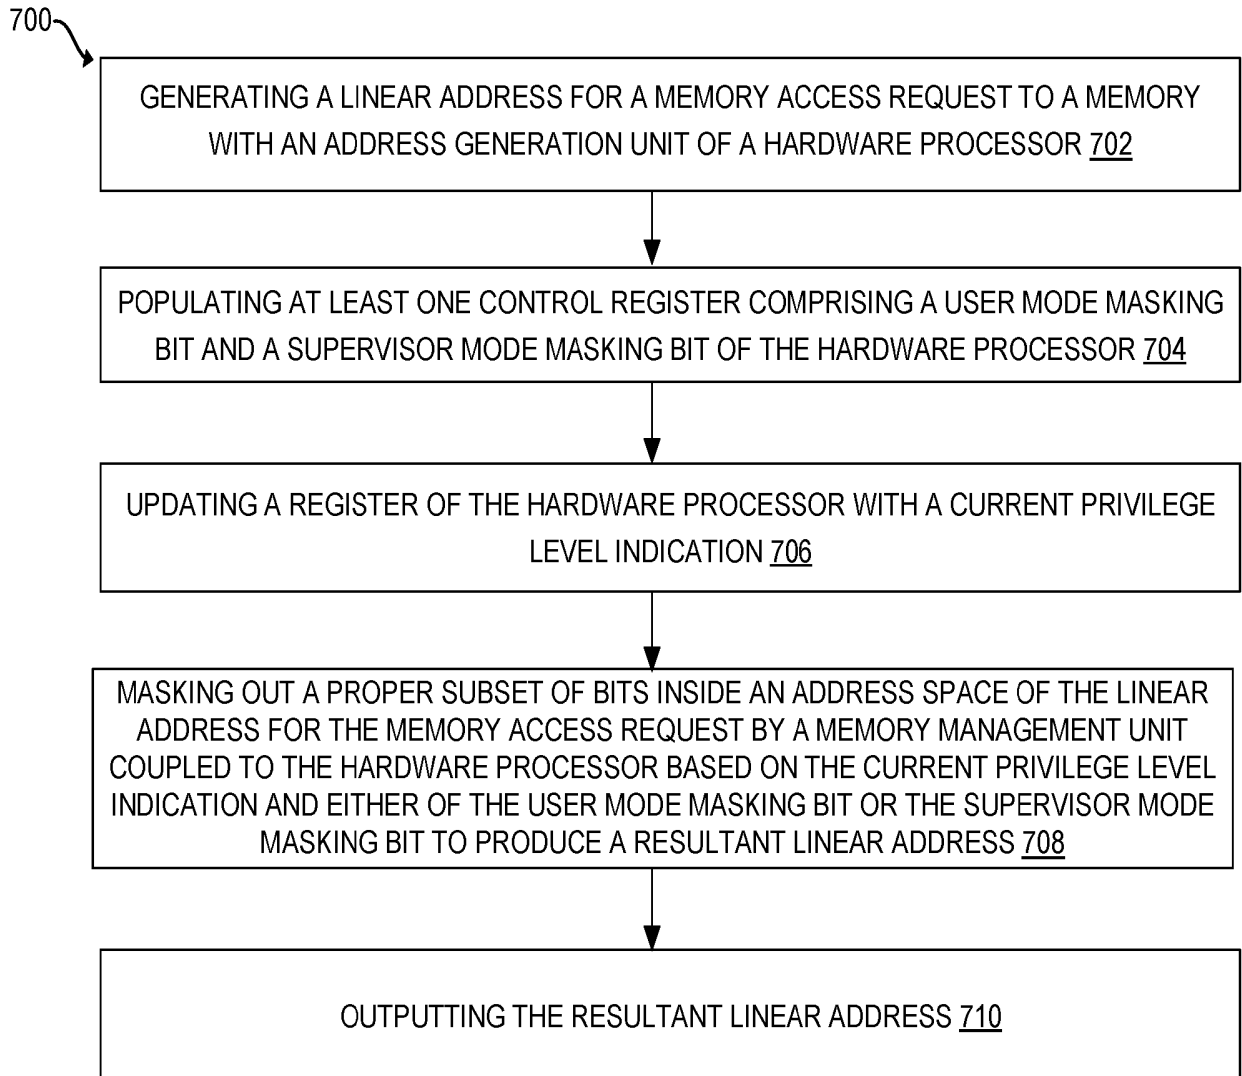 700
GENERATING A LINEAR ADDRESS FOR A MEMORY ACCESS REQUEST TO A MEMORY
WITH AN ADDRESS GENERATION UNIT OF A HARDWARE PROCESSOR 702
POPULATING AT LEAST ONE CONTROL REGISTER COMPRISING A USER MODE MASKING
BIT AND A SUPERVISOR MODE MASKING BIT OF THE HARDWARE PROCESSOR 704
UPDATING A REGISTER OF THE HARDWARE PROCESSOR WITH A CURRENT PRIVILEGE
LEVEL INDICATION 706
MASKING OUT A PROPER SUBSET OF BITS INSIDE AN ADDRESS SPACE OF THE LINEAR
ADDRESS FOR THE MEMORY ACCESS REQUEST BY A MEMORY MANAGEMENT UNIT
COUPLED TO THE HARDWARE PROCESSOR BASED ON THE CURRENT PRIVILEGE LEVEL
INDICATION AND EITHER OF THE USER MODE MASKING BIT OR THE SUPERVISOR MODE
MASKING BIT TO PRODUCE A RESULTANT LINEAR ADDRESS 708
OUTPUTTING THE RESULTANT LINEAR ADDRESS 710